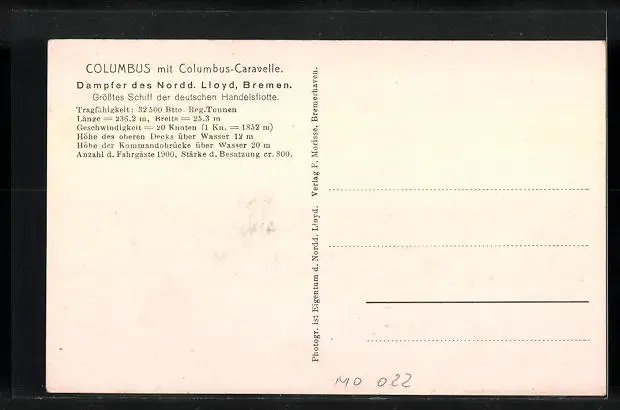 COLUMBUS mit Columbus-Caravelle.
Dampfer des Nordd. Lloyd, Bremen.
Größtes Schiff der deutschen Handelsflotte.
Tragfähigkeit: 32500 Btto. Reg.Tonnen
Länge = 236.2 m, Breite = 25.3 m
Geschwindigkeit = 20 Knoten (1 Kn. = 1852 m)
Höhe des oberen Decks über Wasser 12 m
Höhe der Kommandobrücke über Wasser 20 m
Anzahl d. Fahrgäste 1900, Stärke d. Besatzung cr. 800.
Photogr. ist Eigentum d. Nordd. Lloyd. Verlag F. Morisse, Bremerhaven.
MO 022